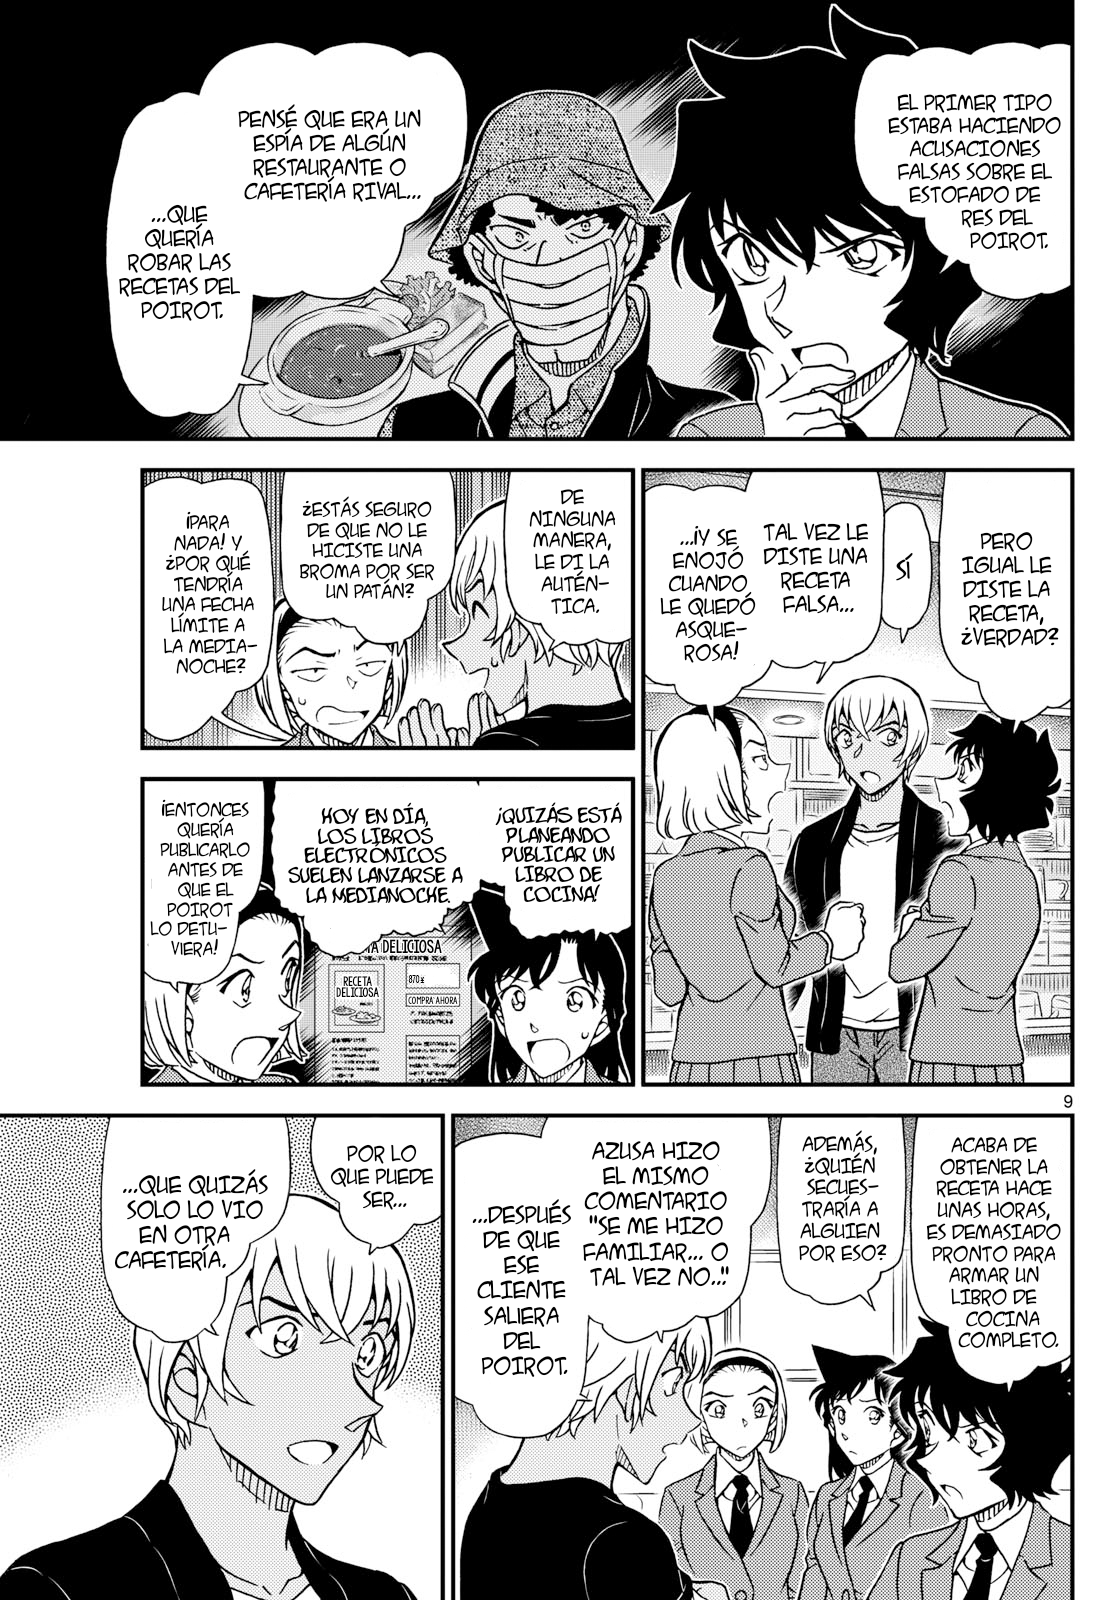 EL PRIMER TIPO
ESTABA HACIENDO
ACUSACIONES
FALSAS SOBRE EL
ESTOFADO DE
RES DEL
POIROT.
PENSÉ QUE ERA UN
ESPÍA DE ALGÚN
RESTAURANTE O
CAFETERÍA RIVAL...
...QUE
QUERÍA
ROBAR LAS
RECETAS DEL
POIROT.
PERO
IGUAL LE
DISTE LA
RECETA,
¿VERDAD?
SÍ
TAL VEZ LE
DISTE UNA
RECETA
FALSA...
...¡Y SE
ENOJÓ
CUANDO
LE QUEDÓ
ASQUE-
ROSA!
DE
NINGUNA
MANERA,
LE DI LA
AUTÉN-
TICA.
¿ESTÁS SEGURO
DE QUE NO LE
HICISTE UNA
BROMA POR SER
UN PATÁN?
¡PARA
NADA! Y
¿POR QUÉ
TENDRÍA
UNA FECHA
LÍMITE A
LA MEDIA-
NOCHE?
¡QUIZÁS ESTÁ
PLANEANDO
PUBLICAR UN
LIBRO DE
COCINA!
HOY EN DÍA,
LOS LIBROS
ELECTRÓNICOS
SUELEN LANZARSE A
LA MEDIANOCHE.
DELICIOSA
RECETA
DELICIOSA
870¥
COMPRA AHORA
¡ENTONCES
QUERÍA
PUBLICARLO
ANTES DE
QUE EL
POIROT
LO DETU-
VIERA!
9
ACABA DE
OBTENER LA
RECETA HACE
UNAS HORAS,
ES DEMASIADO
PRONTO PARA
ARMAR UN
LIBRO DE
COCINA
COMPLETO.
ADEMÁS,
¿QUIÉN
SECUES-
TRARÍA A
ALGUIEN
POR ESO?
AZUSA HIZO
EL MISMO
COMENTARIO
"SE ME HIZO
FAMILIAR... O
TAL VEZ NO..."
...DESPUÉS
DE QUE
ESE
CLIENTE
SALIERA
DEL
POIROT.
POR LO
QUE PUEDE
SER...
...QUE QUIZÁS
SOLO LO VIO
EN OTRA
CAFETERÍA.